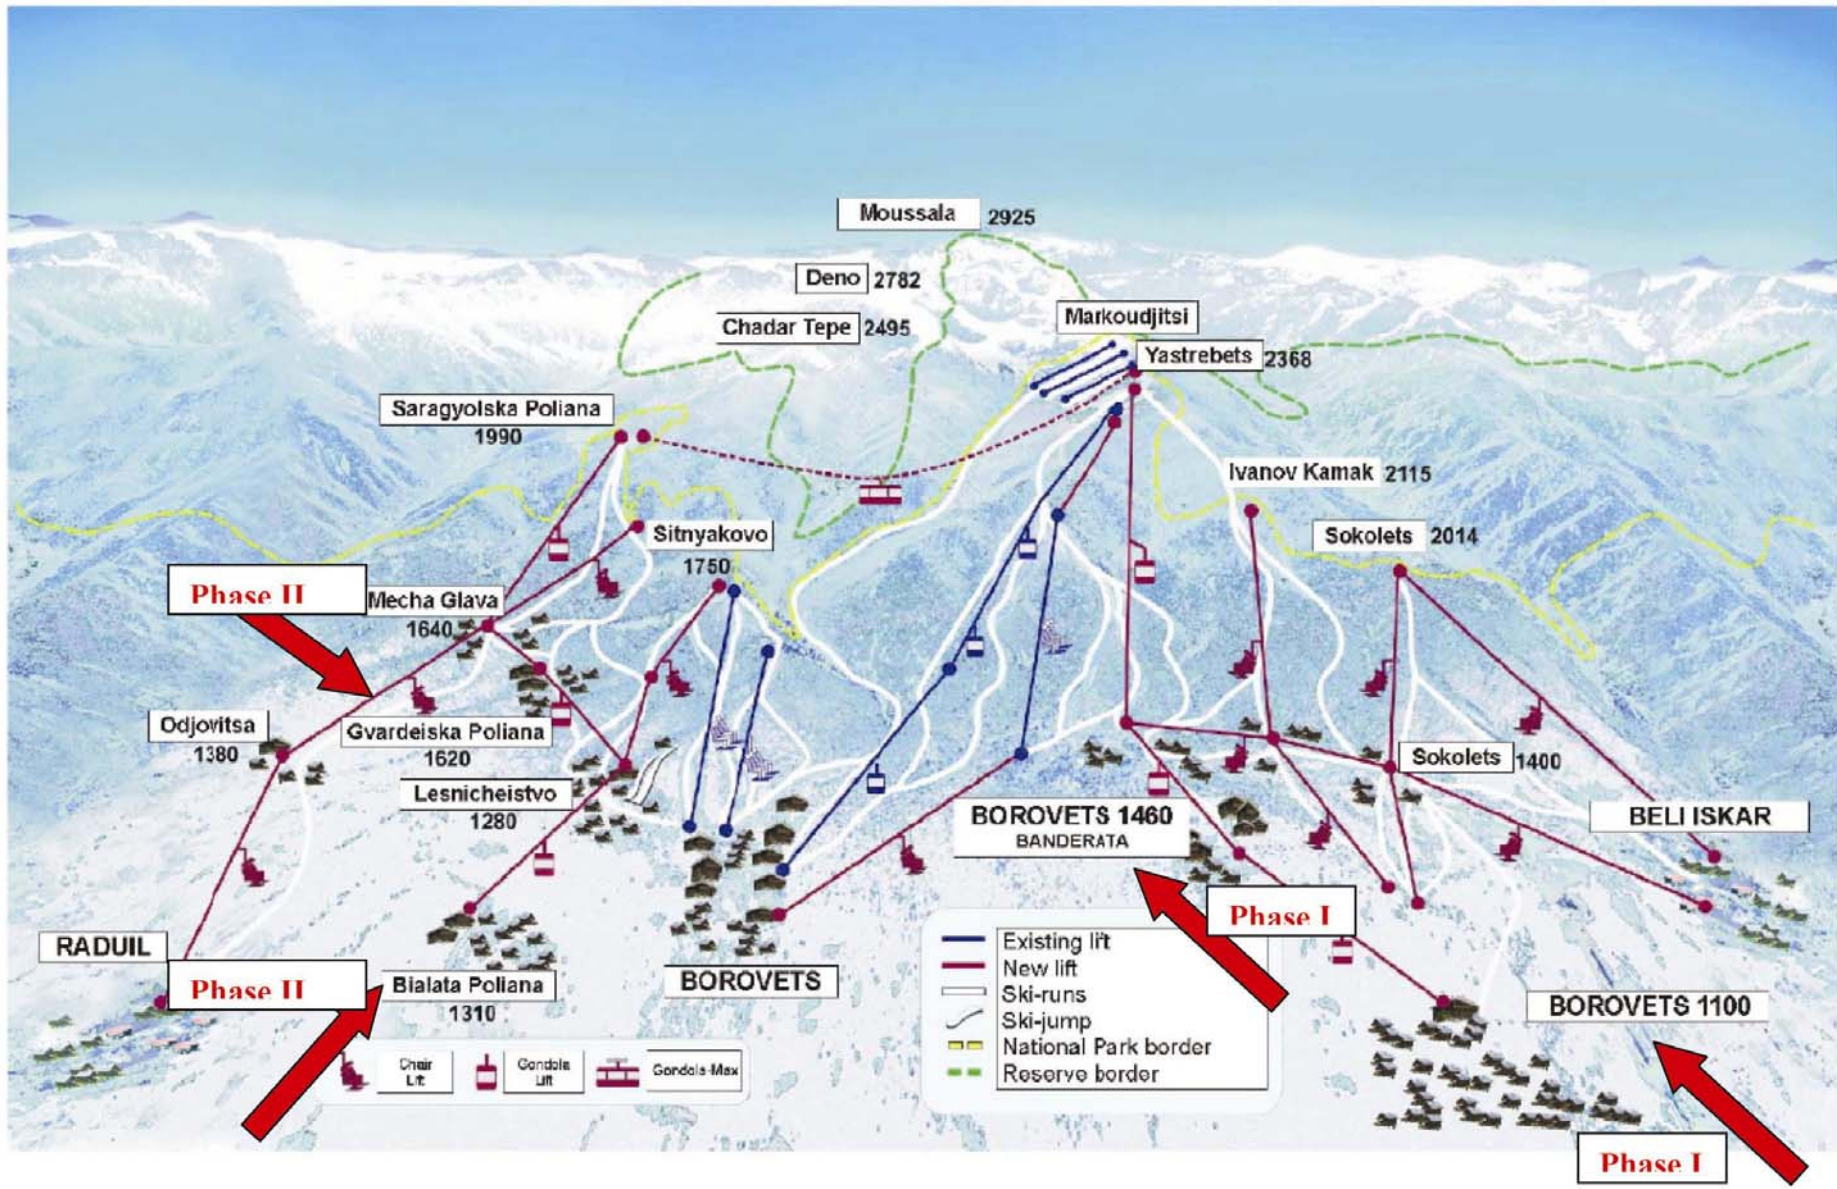 Moussala 2925
Deno 2782
Chadar Tepe 2495
Markoudjitsi
Yastrebets 2368
Saragyolska Poliana
1990
Ivanov Kamak 2115
Sitnyakovo
1750
Sokolets 2014
Phase II
Mecha Glava
1640
Odjovitsa
1380
Gvardeiska Poliana
1620
Sokolets 1400
Lesnicheistvo
1280
BOROVETS 1460
BANDERATA
BELI ISKAR
Phase I
RADUIL
Phase II
Bialata Poliana
1310
BOROVETS
BOROVETS 1100
Existing lift
New lift
Ski-runs
Ski-jump
National Park border
Reserve border
Chair
Lift
Gondola
Lift
Gondola-Max
Phase I